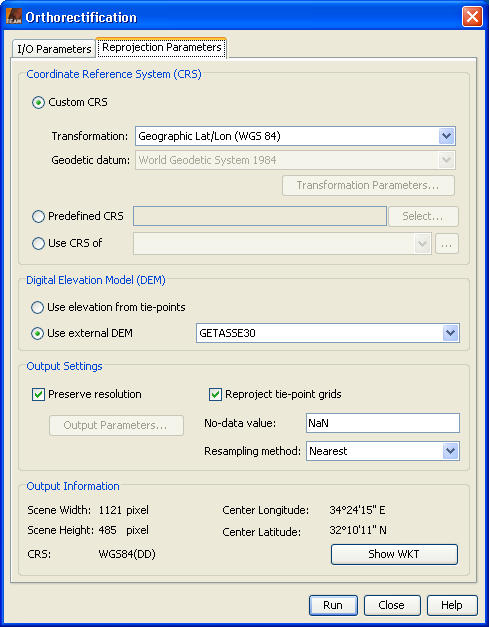 Orthorectification
I/O Parameters Reprojection Parameters
Coordinate Reference System (CRS)
Custom CRS
Transformation: Geographic Lat/Lon (WGS 84)
Geodetic datum: World Geodetic System 1984
Transformation Parameters...
Predefined CRS Select...
Use CRS of ...
Digital Elevation Model (DEM)
Use elevation from tie-points
Use external DEM GETASSE30
Output Settings
Preserve resolution Reproject tie-point grids
Output Parameters... No-data value: NaN
Resampling method: Nearest
Output Information
Scene Width: 1121 pixel Center Longitude: 34°24'15" E
Scene Height: 485 pixel Center Latitude: 32°10'11" N
CRS: WGS84(DD) Show WKT
Run Close Help